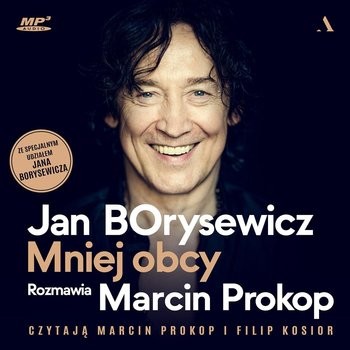 MP3
AUDIO
A
ZE SPECJALNYM
UDZIAŁEM
JANA
BORYSEWICZA
Jan BOrysewicz
Mniej obcy
Rozmawia Marcin Prokop
CZYTAJĄ MARCIN PROKOP I FILIP KOSIOR